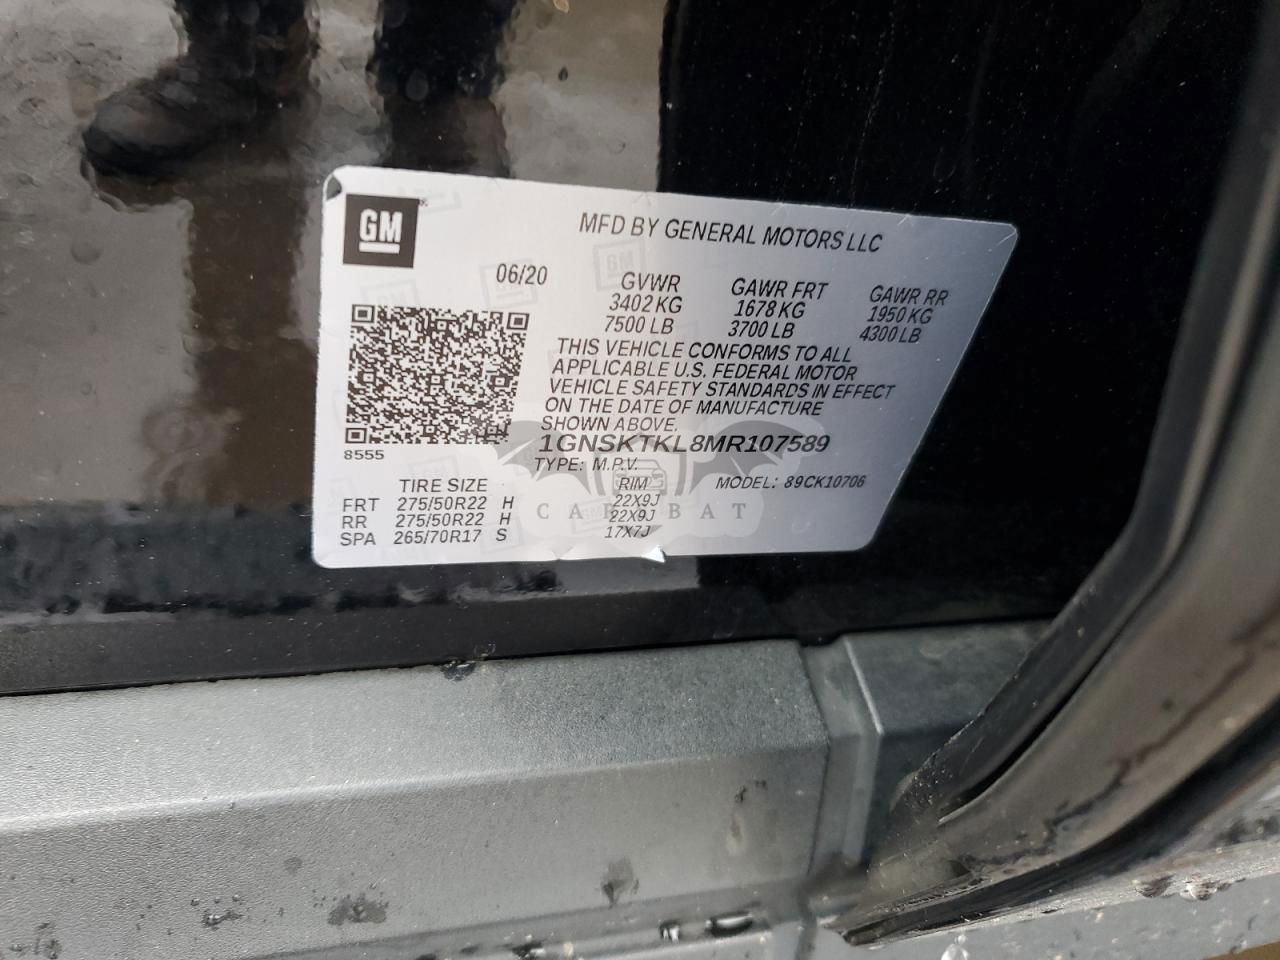 GM
MFD BY GENERAL MOTORS LLC
06/20 GVWR GAWR FRT GAWR RR
3402 KG 1678 KG 1950 KG
7500 LB 3700 LB 4300 LB
THIS VEHICLE CONFORMS TO ALL
APPLICABLE U.S. FEDERAL MOTOR
VEHICLE SAFETY STANDARDS IN EFFECT
ON THE DATE OF MANUFACTURE
SHOWN ABOVE.
1GNSKTKL8MR107589
8555
TYPE: M.P.V. MODEL: 89CK10706
TIRE SIZE RIM
FRT 275/50R22 H 22X9J
RR 275/50R22 H 22X9J
SPA 265/70R17 S 17X7J